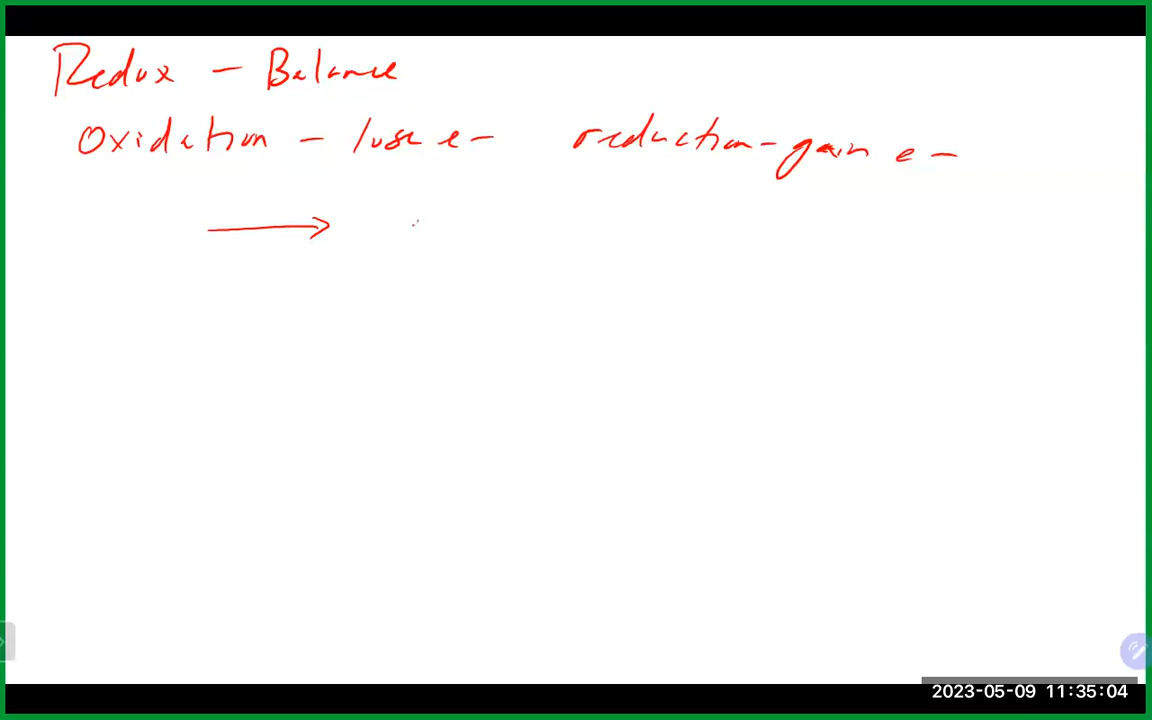 Redox - Balance
Oxidation - lose e- reduction - gain e-
→
2023-05-09 11:35:04